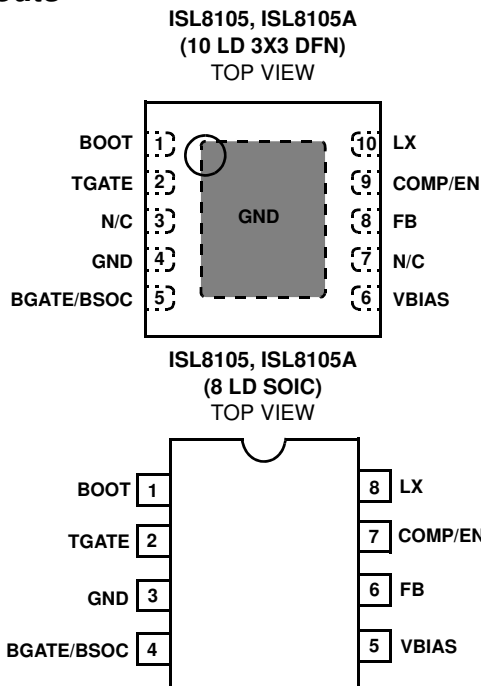 ISL8105, ISL8105A
(10 LD 3X3 DFN)
TOP VIEW
BOOT 1 10 LX
TGATE 2 9 COMP/EN
N/C 3 GND 8 FB
GND 4 7 N/C
BGATE/BSOC 5 6 VBIAS
ISL8105, ISL8105A
(8 LD SOIC)
TOP VIEW
BOOT 1 8 LX
TGATE 2 7 COMP/EN
GND 3 6 FB
BGATE/BSOC 4 5 VBIAS